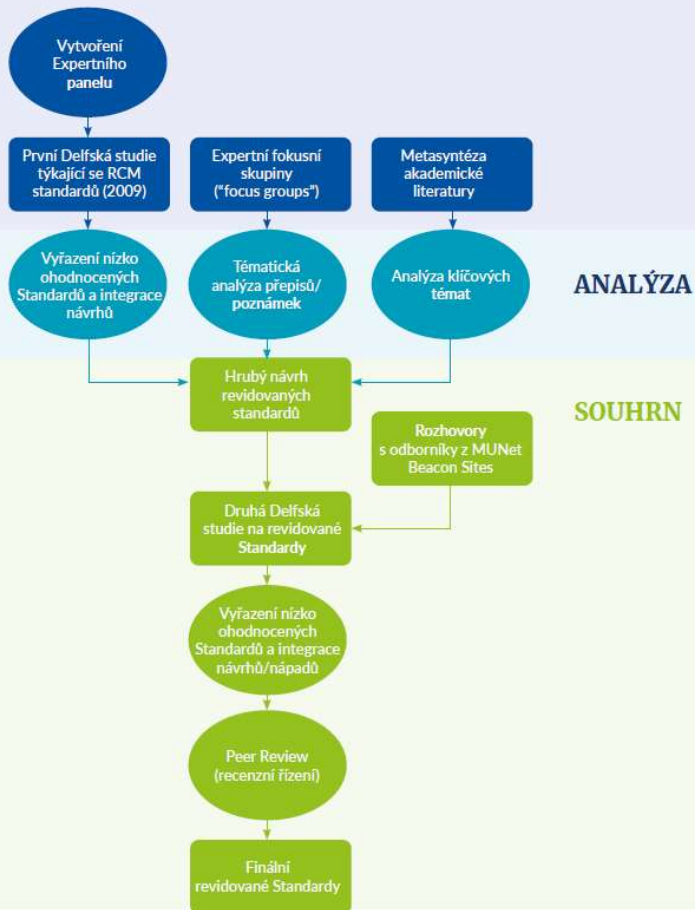 Vytvoření
Expertního
panelu
První Delfská studie
týkající se RCM
standardů (2009)
Expertní fokusní
skupiny
("focus groups")
Metasyntéza
akademické
literatury
Vyřazení nízko
ohodnocených
Standardů a integrace
návrhů
Tématická
analýza přepisů/
poznámek
Analýza klíčových
témat
ANALÝZA
Hrubý návrh
revidovaných
standardů
SOUHRN
Rozhovory
s odborníky z MUNet
Beacon Sites
Druhá Delfská
studie na revidované
Standardy
Vyřazení nízko
ohodnocených
Standardů a integrace
návrhů/nápadů
Peer Review
(recenzní řízení)
Finální
revidované Standardy